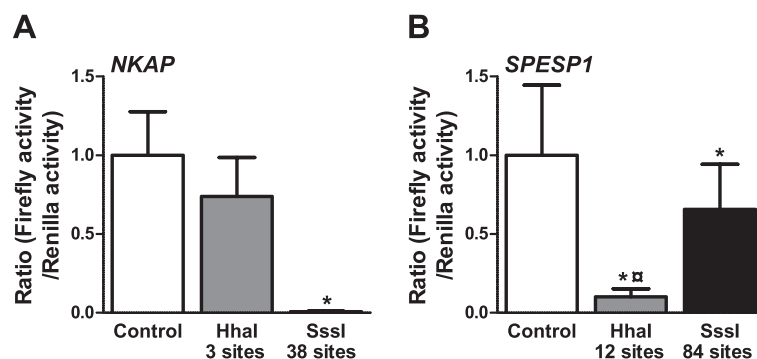 A
NKAP
Ratio (Firefly activity
/Renilla activity)
1.5
1.0
0.5
0.0
*
Control
HhaI
3 sites
SssI
38 sites
B
SPESP1
Ratio (Firefly activity
/Renilla activity)
1.5
1.0
0.5
0.0
*¤
*
Control
HhaI
12 sites
SssI
84 sites